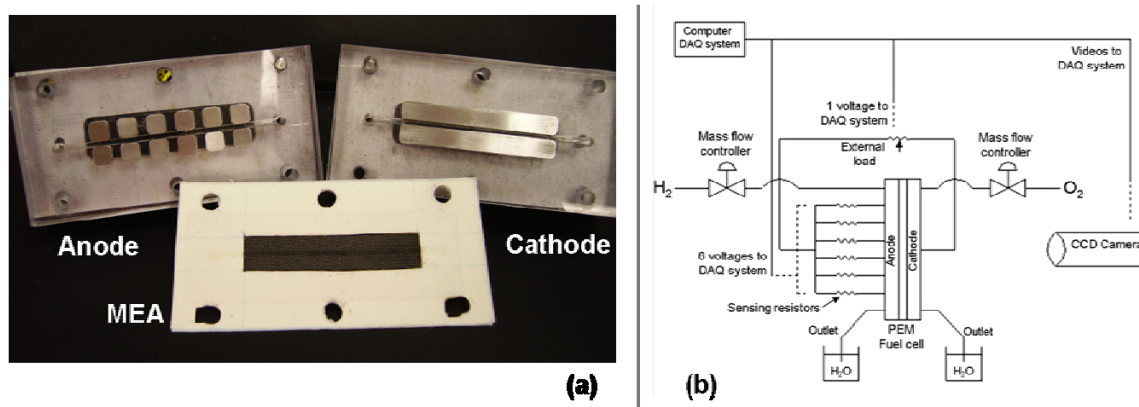 Anode
Cathode
MEA
(a)
Computer
DAQ system
Videos to
DAQ system
1 voltage to
DAQ system
Mass flow
controller
External
load
Mass flow
controller
H2
O2
Anode
Cathode
CCD Camera
6 voltages to
DAQ system
Sensing resistors
Outlet
PEM
Fuel cell
Outlet
H2O
H2O
(b)